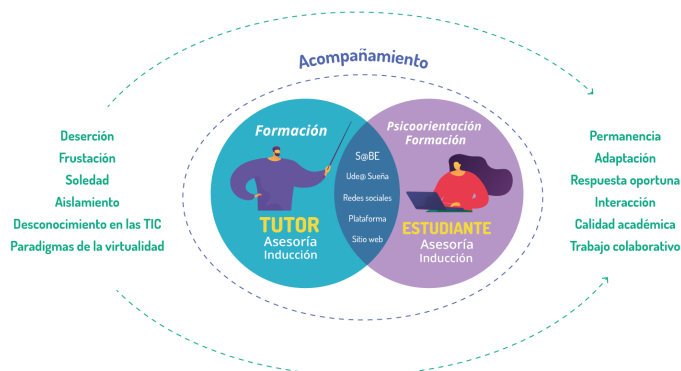 Acompañamiento
Deserción
Frustación
Soledad
Aislamiento
Desconocimiento en las TIC
Paradigmas de la virtualidad
Formación
TUTOR
Asesoría
Inducción
S@BE
Ude@ Sueña
Redes sociales
Plataforma
Sitio web
Psicoorientación
Formación
ESTUDIANTE
Asesoría
Inducción
Permanencia
Adaptación
Respuesta oportuna
Interacción
Calidad académica
Trabajo colaborativo